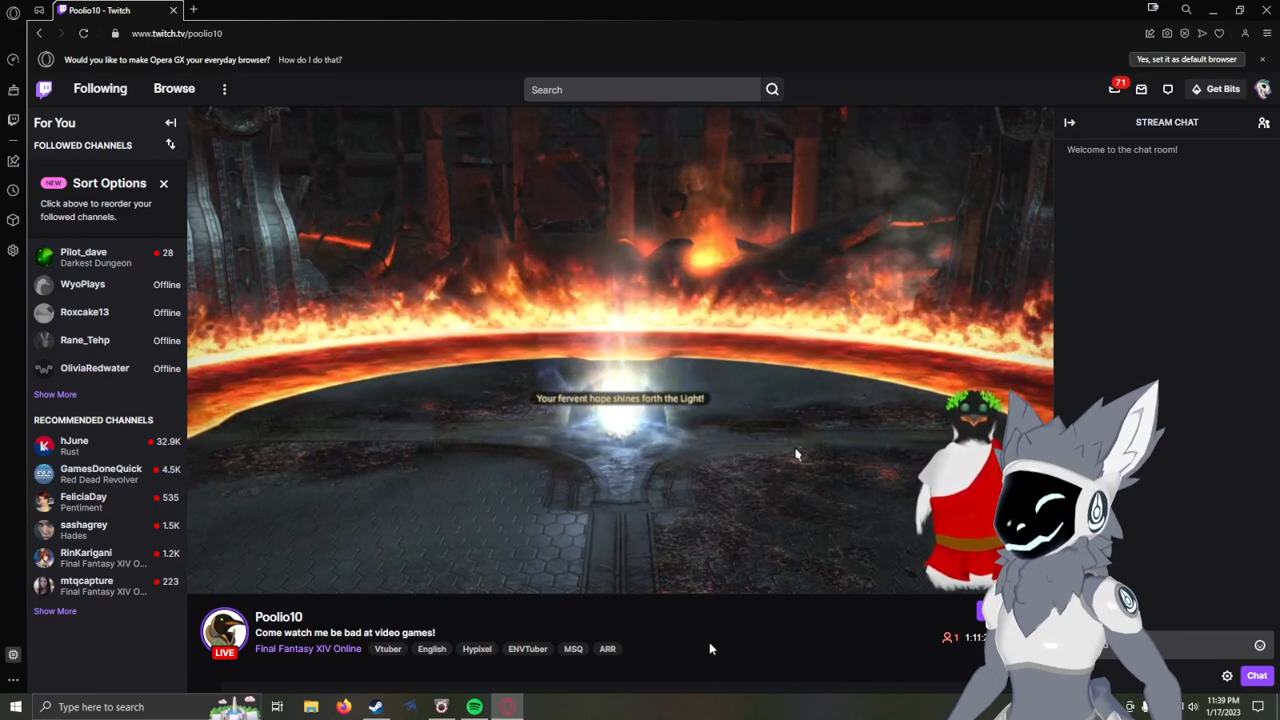 Poolio10 - Twitch
www.twitch.tv/poolio10
Would you like to make Opera GX your everyday browser? How do I do that?
Yes, set it as default browser
Following
Browse
Search
71
Get Bits
For You
FOLLOWED CHANNELS
NEW Sort Options
Click above to reorder your
followed channels.
Pilot_dave 28
Darkest Dungeon
WyoPlays Offline
Roxcake13 Offline
Rane_Tehp Offline
OliviaRedwater Offline
Show More
RECOMMENDED CHANNELS
hJune 32.9K
Rust
GamesDoneQuick 4.5K
Red Dead Revolver
FeliciaDay 535
Pentiment
sashagrey 1.5K
Hades
RinKarigani 1.2K
Final Fantasy XIV O...
mtqcapture 223
Final Fantasy XIV O...
Show More
Your fervent hope shines forth the Light!
STREAM CHAT
Welcome to the chat room!
Poolio10
Come watch me be bad at video games!
Final Fantasy XIV Online Vtuber English Hypixel ENVTuber MSQ ARR
LIVE
1 1:11:
Chat
Type here to search
11:39 PM
1/17/2023